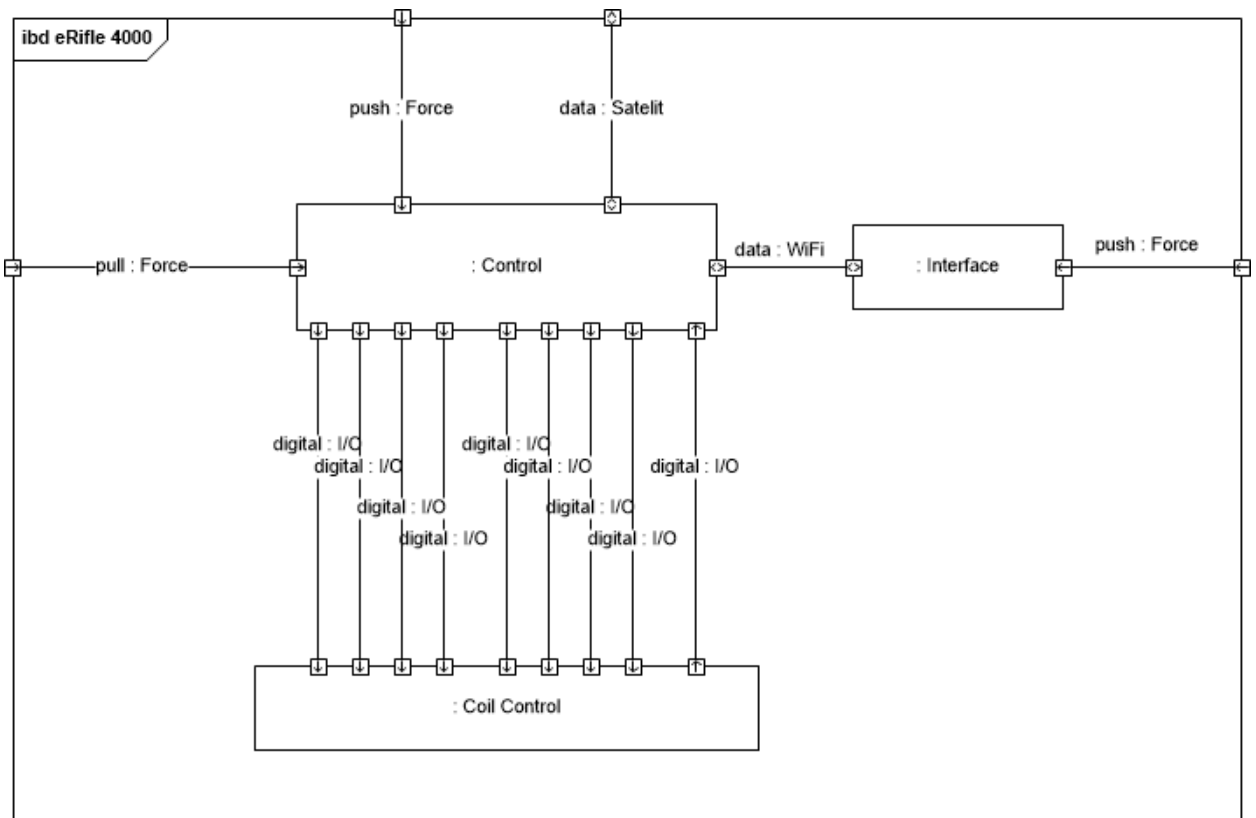 ibd eRifle 4000
push : Force
data : Satelit
pull : Force
: Control
data : WiFi
: Interface
push : Force
digital : I/O
digital : I/O
digital : I/O
digital : I/O
digital : I/O
digital : I/O
digital : I/O
digital : I/O
digital : I/O
: Coil Control